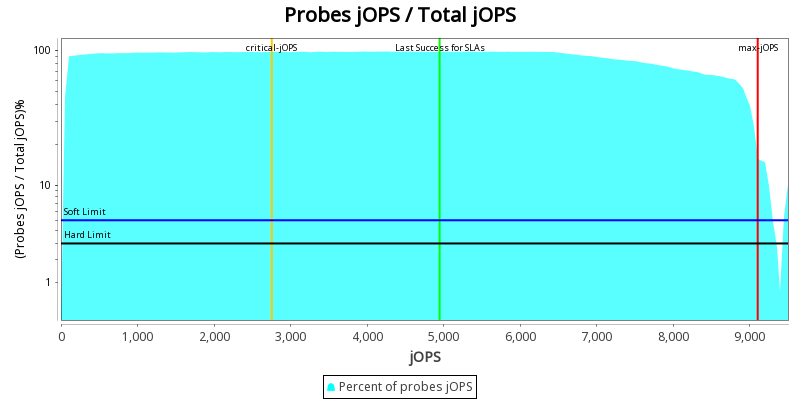 Probes jOPS / Total jOPS
(Probes jOPS / Total jOPS)%
100
10
1
critical-jOPS
Last Success for SLAs
max-jOPS
Soft Limit
Hard Limit
0
1,000
2,000
3,000
4,000
5,000
6,000
7,000
8,000
9,000
jOPS
Percent of probes jOPS